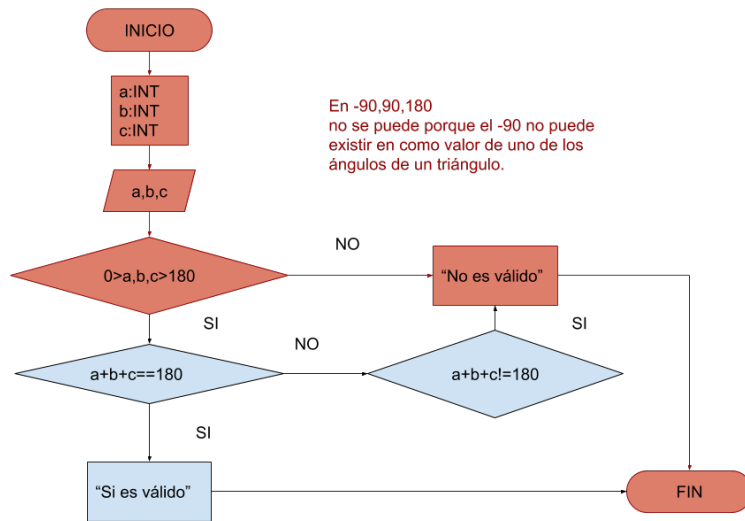 INICIO
a:INT
b:INT
c:INT
En -90,90,180
no se puede porque el -90 no puede
existir en como valor de uno de los
ángulos de un triángulo.
a,b,c
NO
0>a,b,c>180
“No es válido”
SI
SI
NO
a+b+c==180
a+b+c!=180
SI
“Si es válido”
FIN